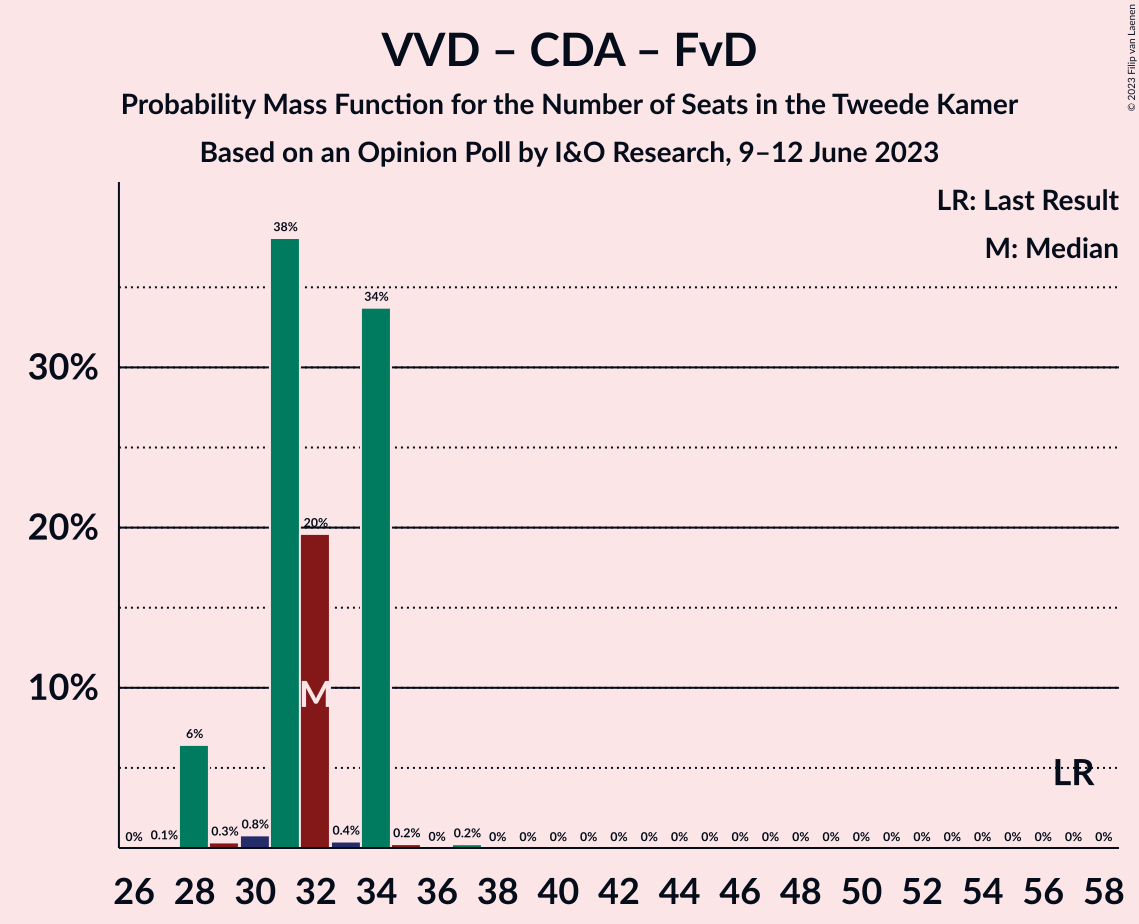 VVD – CDA – FvD
Probability Mass Function for the Number of Seats in the Tweede Kamer
Based on an Opinion Poll by I&O Research, 9–12 June 2023
© 2023 Filip van Laenen
LR: Last Result
M: Median
38%
34%
30%
20%
20%
10%
M
6%
LR
0% 0.1% 0.3% 0.8% 0.4% 0.2% 0% 0.2% 0% 0% 0% 0% 0% 0% 0% 0% 0% 0% 0% 0% 0% 0% 0% 0% 0% 0% 0% 0% 0%
26 28 30 32 34 36 38 40 42 44 46 48 50 52 54 56 58